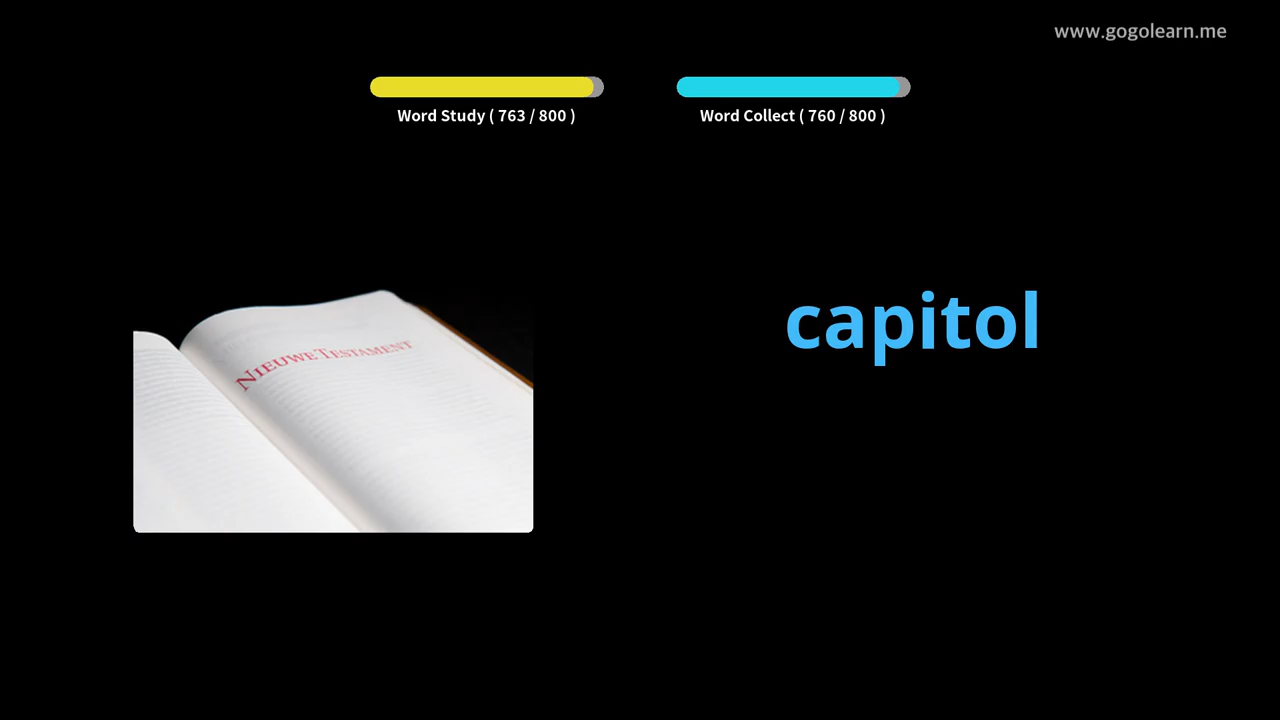 www.gogolearn.me
Word Study ( 763 / 800 )
Word Collect ( 760 / 800 )
NIEUWE TESTAMENT
capitol